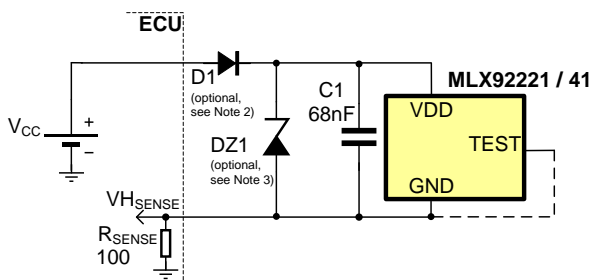 ECU
D1
(optional,
see Note 2)
C1
68nF
MLX92221 / 41
VDD
TEST
GND
VCC
+
–
DZ1
(optional,
see Note 3)
VHSENSE
RSENSE
100